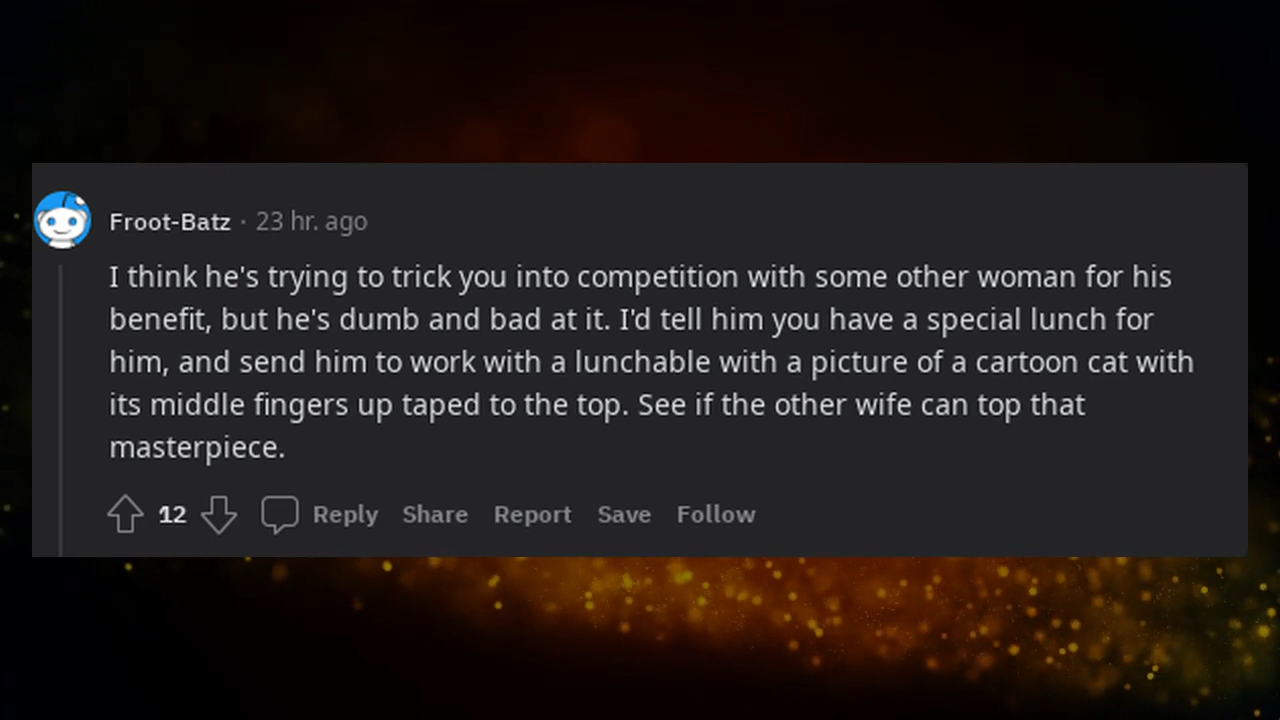 Froot-Batz · 23 hr. ago
I think he's trying to trick you into competition with some other woman for his
benefit, but he's dumb and bad at it. I'd tell him you have a special lunch for
him, and send him to work with a lunchable with a picture of a cartoon cat with
its middle fingers up taped to the top. See if the other wife can top that
masterpiece.
12 Reply Share Report Save Follow